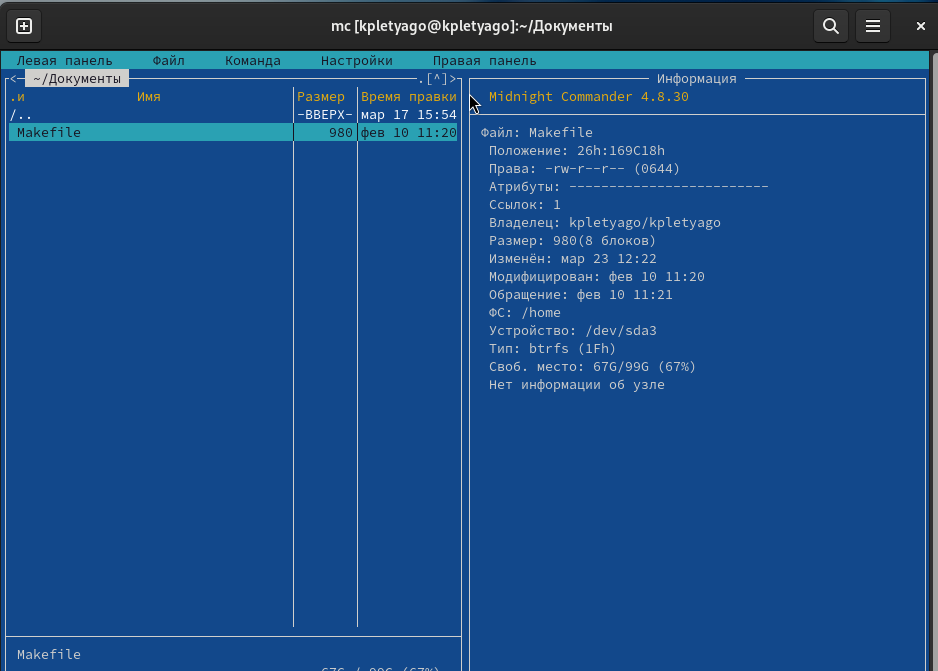 mc [kpletyago@kpletyago]:~/Документы
Левая панель Файл Команда Настройки Правая панель
<─ ~/Документы .[^]>
.и Имя Размер Время правки
/.. -ВВЕРХ- мар 17 15:54
Makefile 980 фев 10 11:20
Makefile
67G / 99G (67%)
Информация
Midnight Commander 4.8.30
Файл: Makefile
Положение: 26h:169C18h
Права: -rw-r--r-- (0644)
Атрибуты: -------------------------
Ссылок: 1
Владелец: kpletyago/kpletyago
Размер: 980(8 блоков)
Изменён: мар 23 12:22
Модифицирован: фев 10 11:20
Обращение: фев 10 11:21
ФС: /home
Устройство: /dev/sda3
Тип: btrfs (1Fh)
Своб. место: 67G/99G (67%)
Нет информации об узле